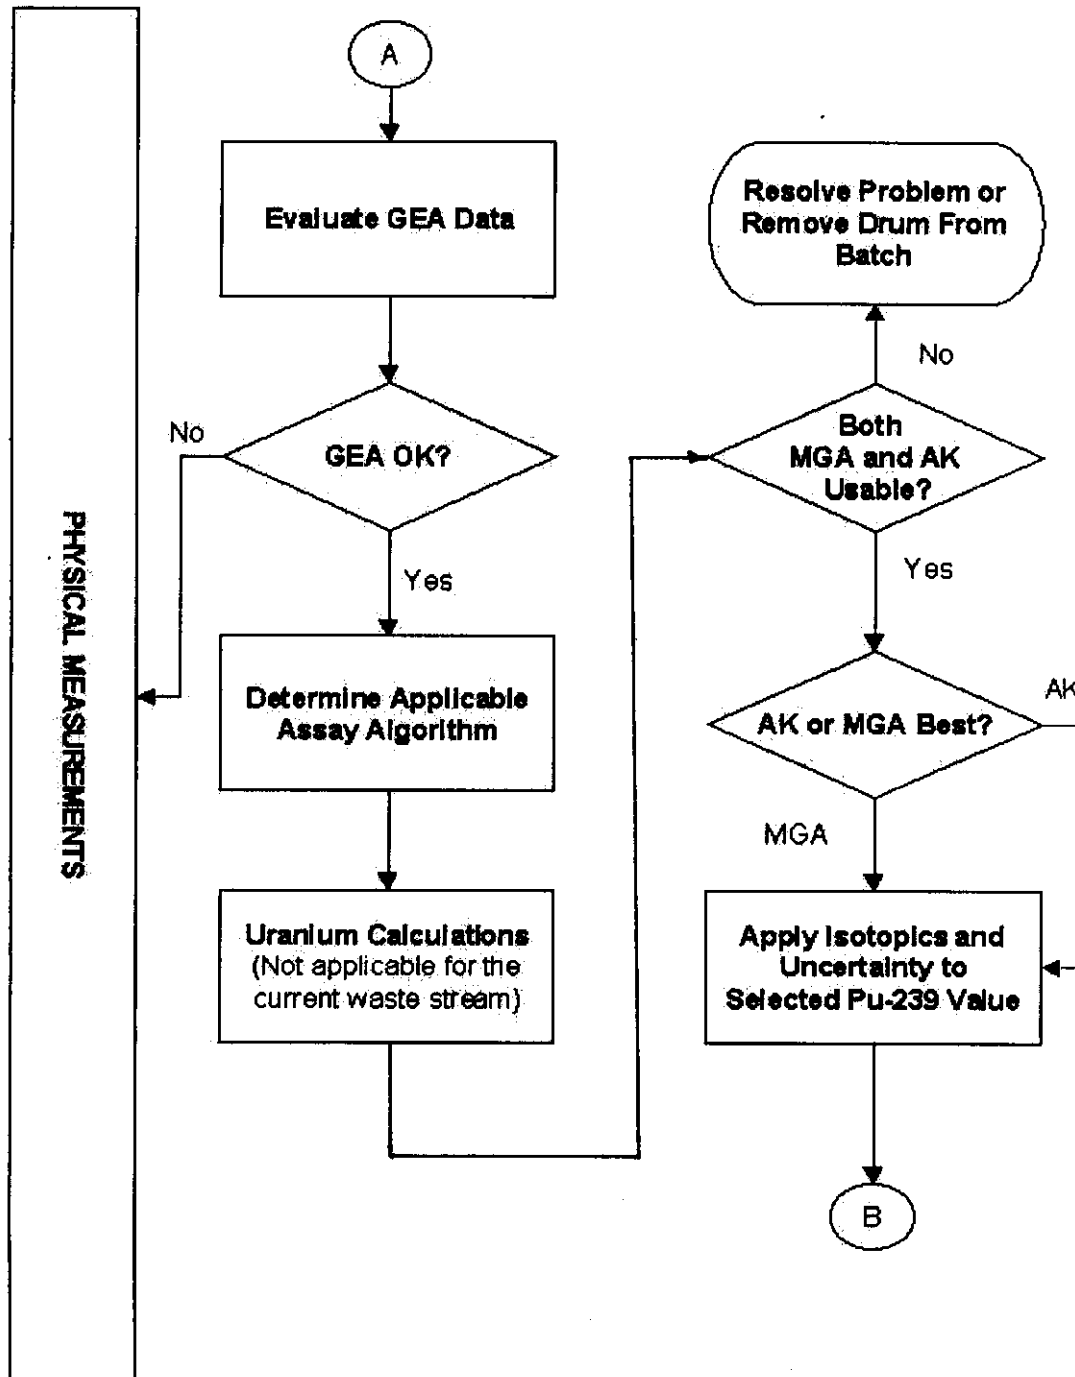 PHYSICAL MEASUREMENTS
A
Evaluate GEA Data
GEA OK?
No
Yes
Determine Applicable
Assay Algorithm
Uranium Calculations
(Not applicable for the
current waste stream)
Resolve Problem or
Remove Drum From
Batch
No
Both
MGA and AK
Usable?
Yes
AK or MGA Best?
AK
MGA
Apply Isotopics and
Uncertainty to
Selected Pu-239 Value
B